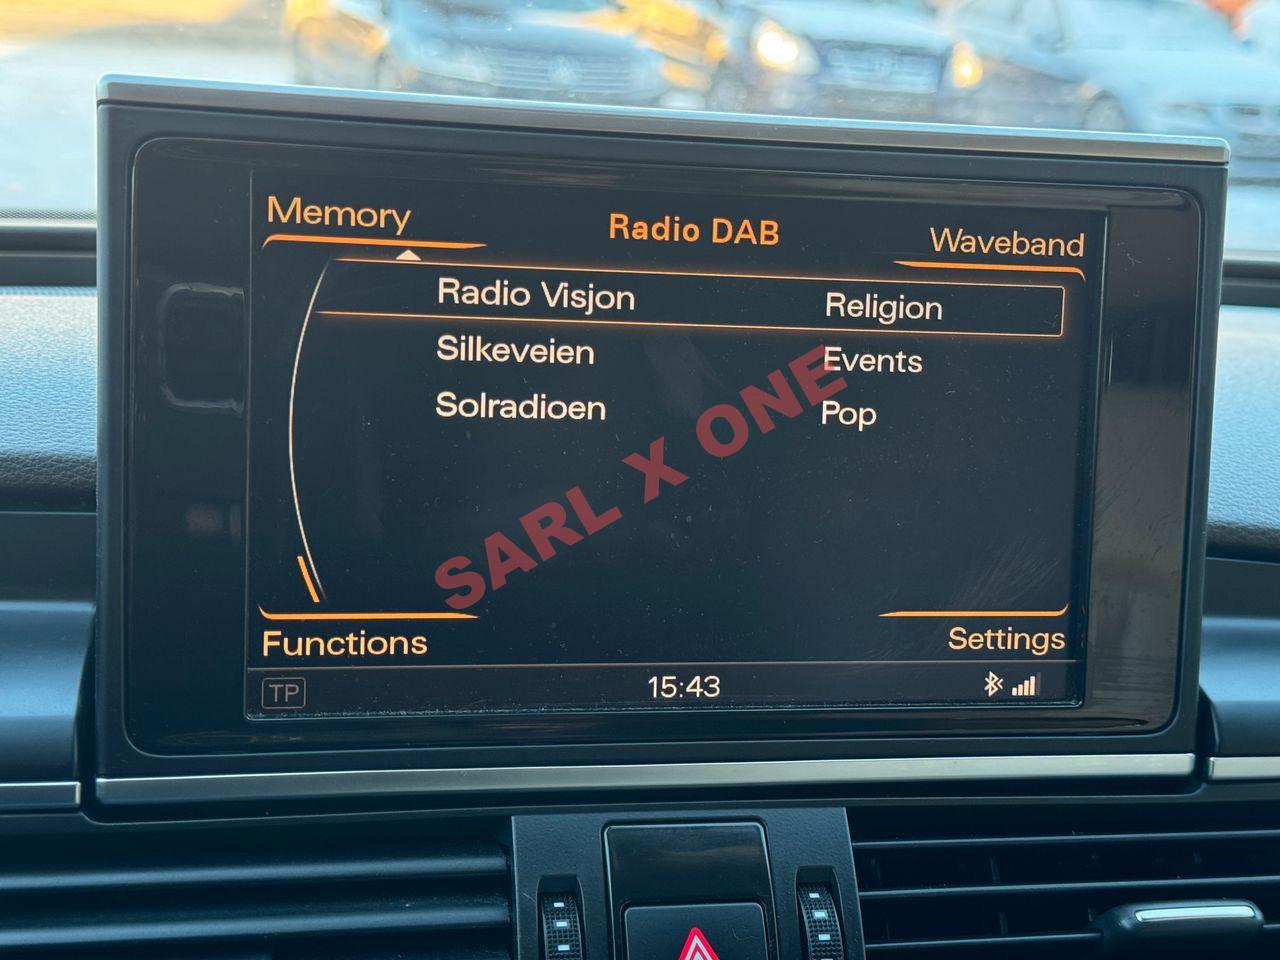 Memory
Radio DAB
Waveband
Radio Visjon Religion
Silkeveien Events
Solradioen Pop
SARL X ONE
Functions
Settings
TP
15:43